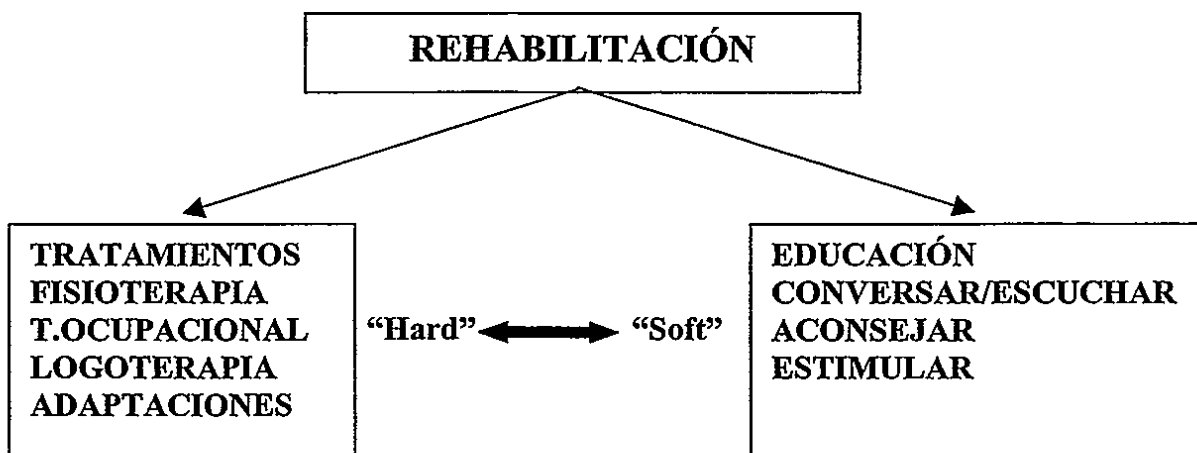 REHABILITACIÓN
TRATAMIENTOS
FISIOTERAPIA
T.OCUPACIONAL
LOGOTERAPIA
ADAPTACIONES
“Hard”
“Soft”
EDUCACIÓN
CONVERSAR/ESCUCHAR
ACONSEJAR
ESTIMULAR